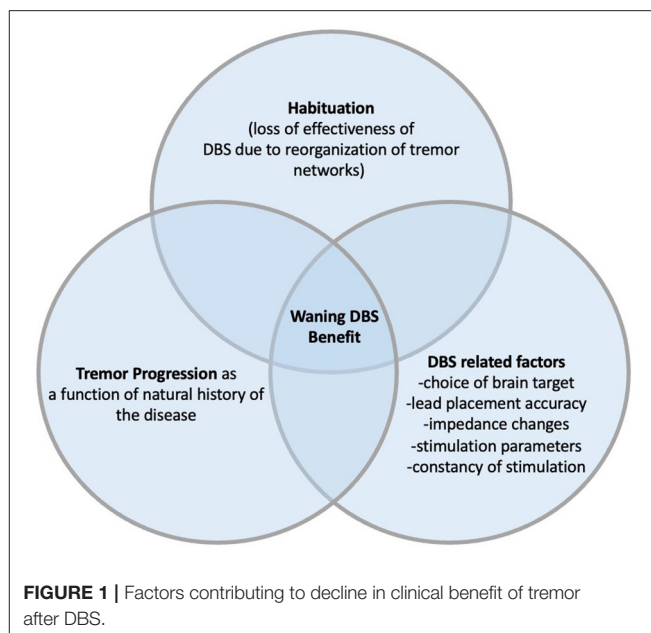 Habituation
(loss of effectiveness of
DBS due to reorganization of tremor
networks)
Waning DBS
Benefit
Tremor Progression as
a function of natural history of
the disease
DBS related factors
-choice of brain target
-lead placement accuracy
-impedance changes
-stimulation parameters
-constancy of stimulation
FIGURE 1 | Factors contributing to decline in clinical benefit of tremor
after DBS.